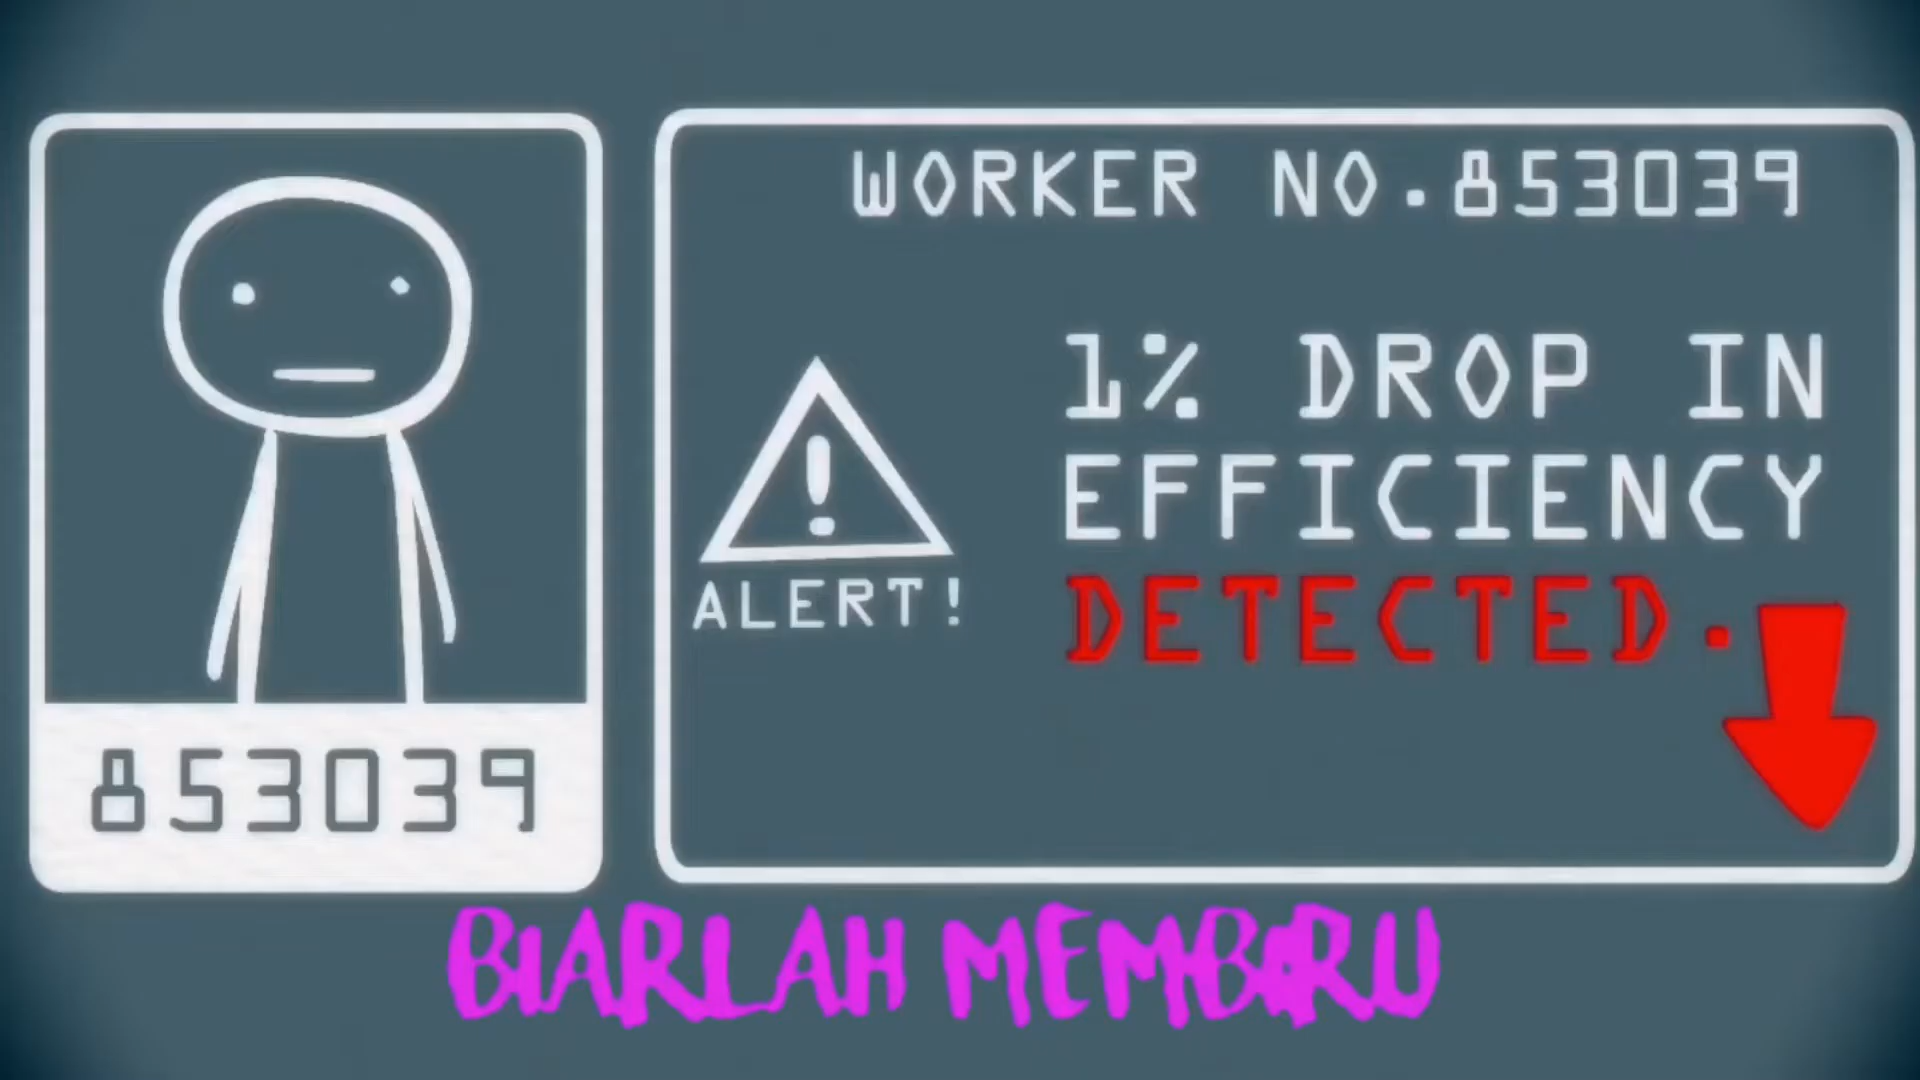 WORKER NO.853039
1% DROP IN
EFFICIENCY
DETECTED.
ALERT!
853039
BIARLAH MEMBIRU